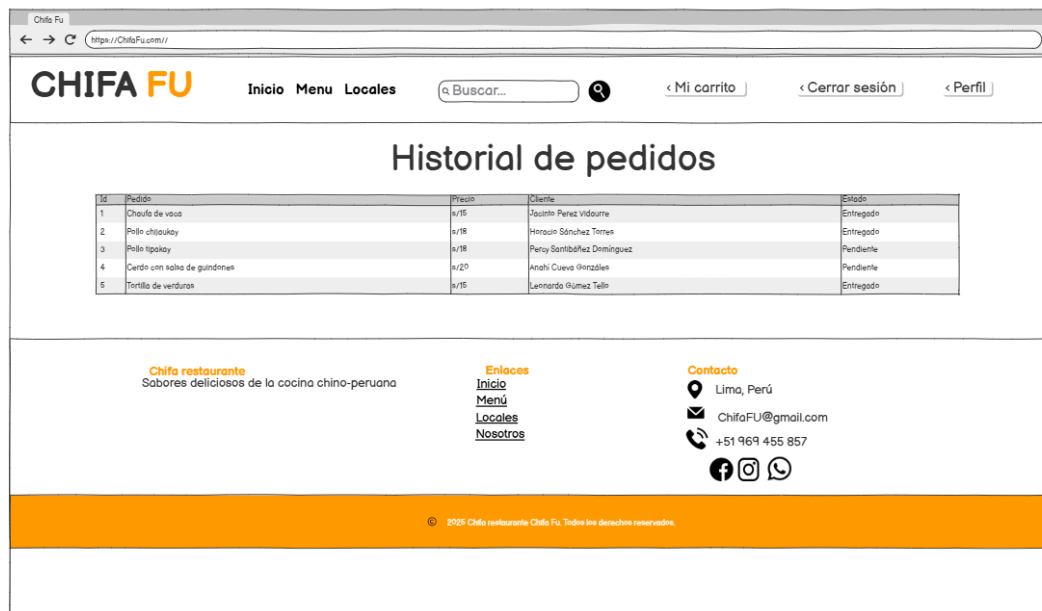 Chifa Fu
https://ChifaFu.com//
CHIFA FU
Inicio Menu Locales
Buscar...
‹ Mi carrito
‹ Cerrar sesión
‹ Perfil
Historial de pedidos
Id Pedido Precio Cliente Estado
1 Chaufa de vaca s/15 Jacinto Perez Vidaurre Entregado
2 Pollo chijaukay s/18 Horacio Sánchez Torres Entregado
3 Pollo tipakay s/18 Percy Santibáñez Dominguez Pendiente
4 Cerdo con salsa de guindones s/20 Anahí Cueva Gonzáles Pendiente
5 Tortilla de verduras s/15 Leonardo Gúmez Tello Entregado
Chifa restaurante
Sabores deliciosos de la cocina chino-peruana
Enlaces
Inicio
Menú
Locales
Nosotros
Contacto
Lima, Perú
ChifaFU@gmail.com
+51 969 455 857
© 2025 Chifa restaurante Chifa Fu. Todos los derechos reservados.